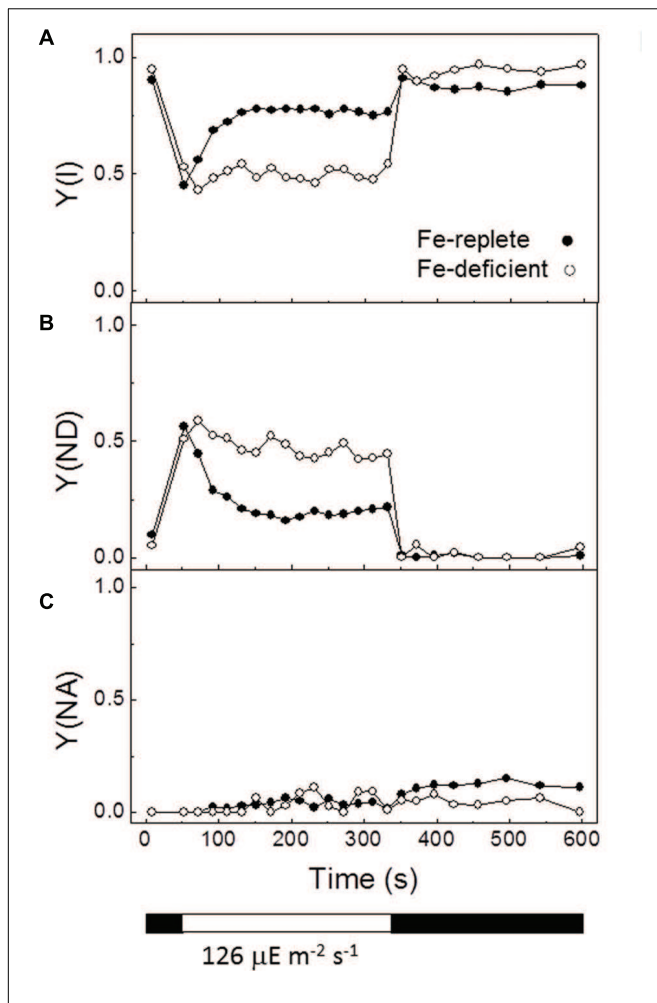 A
1.0
0.5
0.0
Y(I)
Fe-replete
Fe-deficient
B
1.0
0.5
0.0
Y(ND)
C
1.0
0.5
0.0
Y(NA)
0 100 200 300 400 500 600
Time (s)
126 μE m⁻² s⁻¹